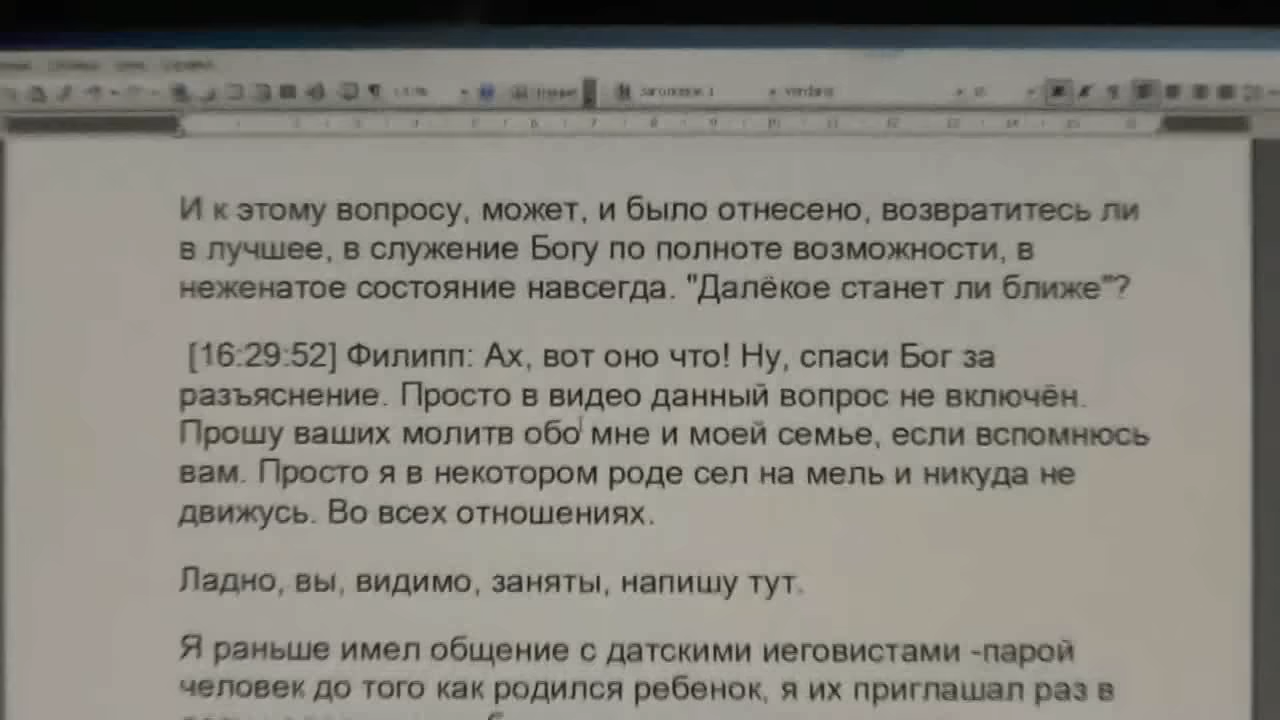 И к этому вопросу, может, и было отнесено, возвратитесь ли
в лучшее, в служение Богу по полноте возможности, в
неженатое состояние навсегда. "Далёкое станет ли ближе"?
[16:29:52] Филипп: Ах, вот оно что! Ну, спаси Бог за
разъяснение. Просто в видео данный вопрос не включён.
Прошу ваших молитв обо мне и моей семье, если вспомнюсь
вам. Просто я в некотором роде сел на мель и никуда не
движусь. Во всех отношениях.
Ладно, вы, видимо, заняты, напишу тут.
Я раньше имел общение с датскими иеговистами -парой
человек до того как родился ребенок, я их приглашал раз в